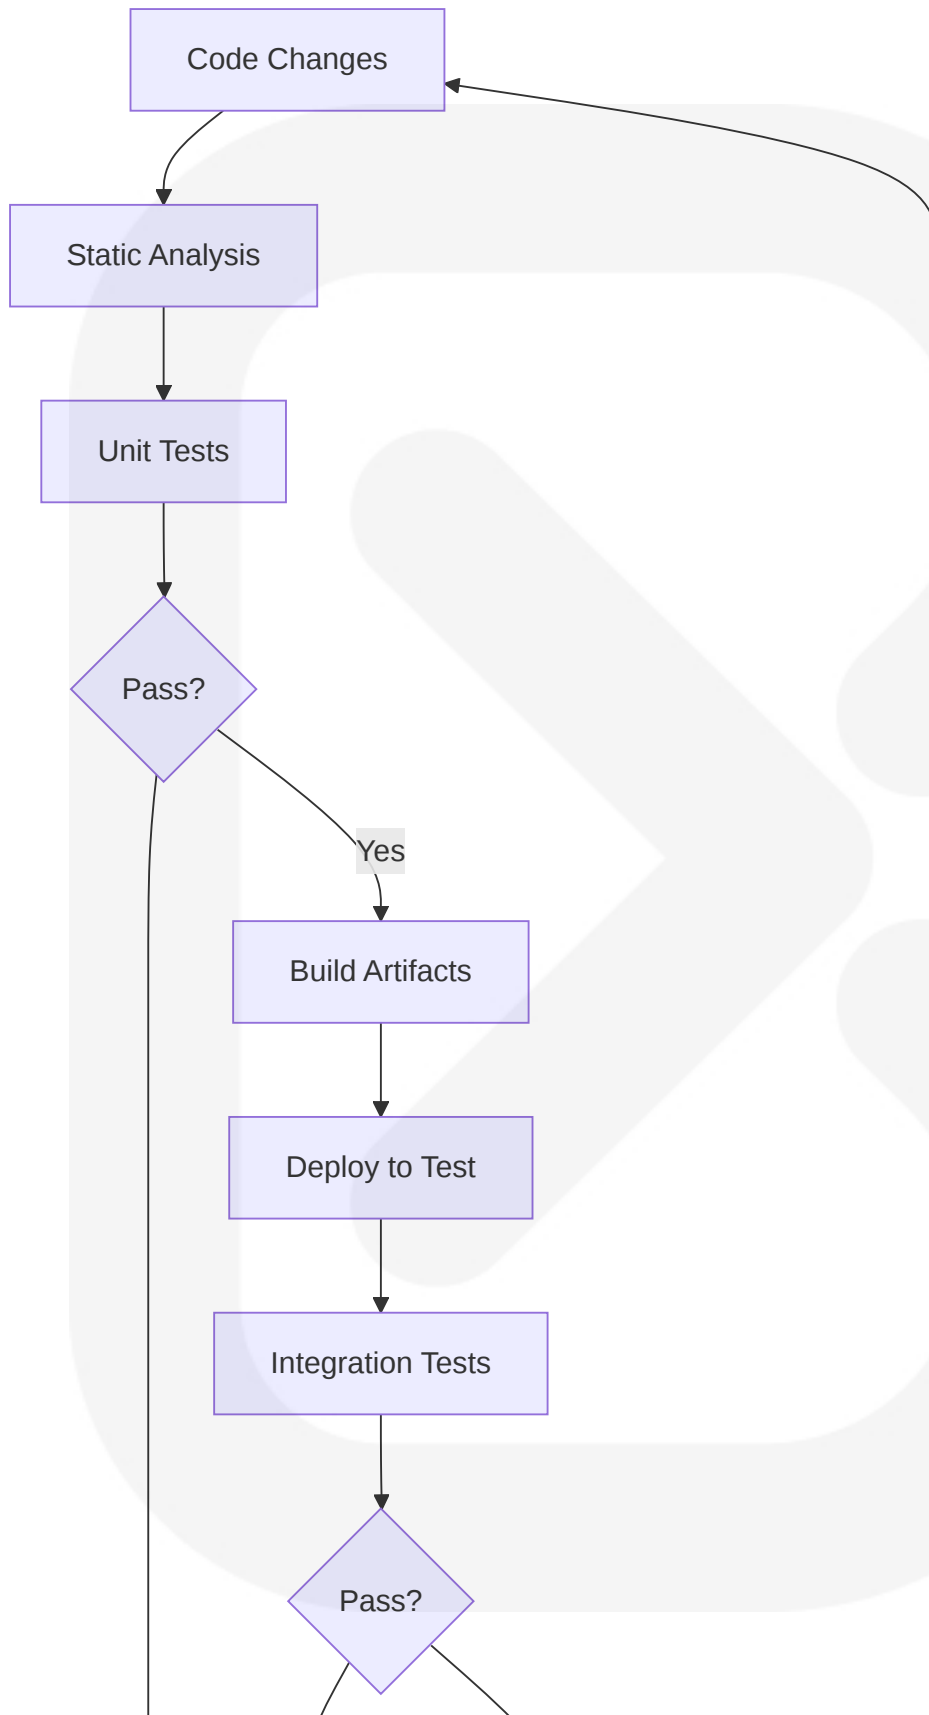 Code Changes
Static Analysis
Unit Tests
Pass?
Yes
Build Artifacts
Deploy to Test
Integration Tests
Pass?